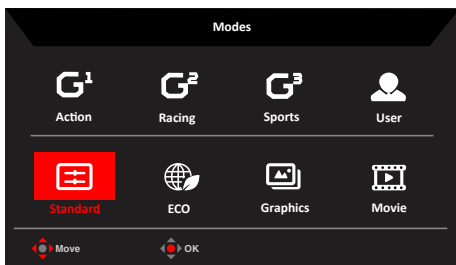 Modes
G¹ G² G³
Action Racing Sports User
Standard ECO Graphics Movie
Move OK